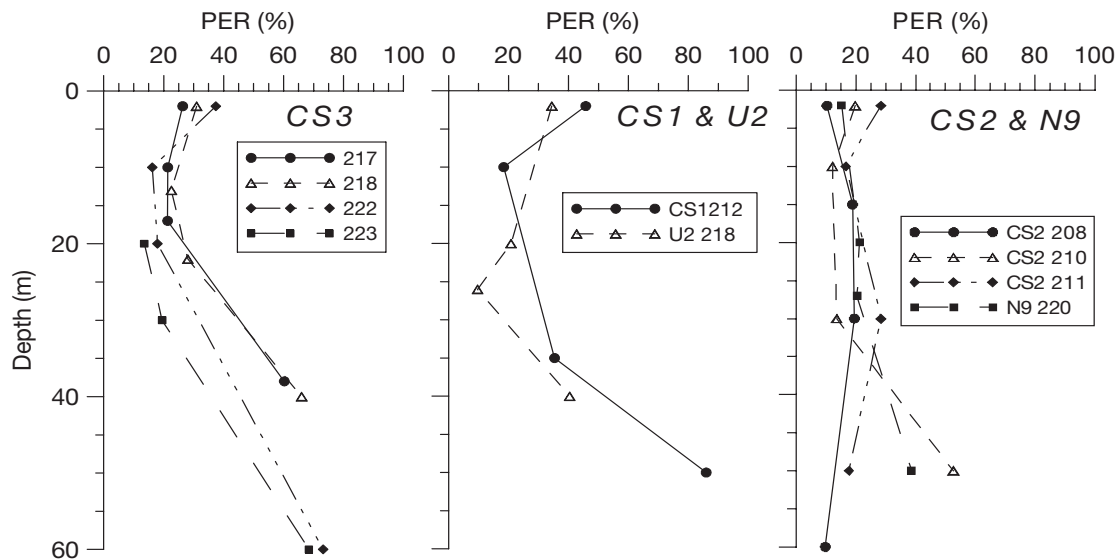 PER (%) PER (%) PER (%)
0 20 40 60 80 100 0 20 40 60 80 100 0 20 40 60 80 100
0
CS3 CS1 & U2 CS2 & N9
217
218
222
223
CS1212
U2 218
CS2 208
CS2 210
CS2 211
N9 220
20
Depth (m)
40
60